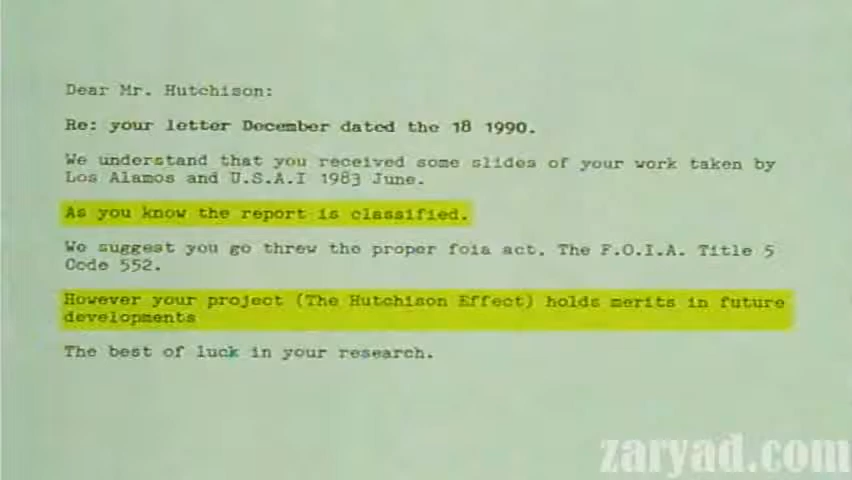 Dear Mr. Hutchison:
Re: your letter December dated the 18 1990.
We understand that you received some slides of your work taken by
Los Alamos and U.S.A.I 1983 June.
As you know the report is classified.
We suggest you go threw the proper foia act. The F.O.I.A. Title 5
Code 552.
However your project (The Hutchison Effect) holds merits in future
developments
The best of luck in your research.
zaryad.com